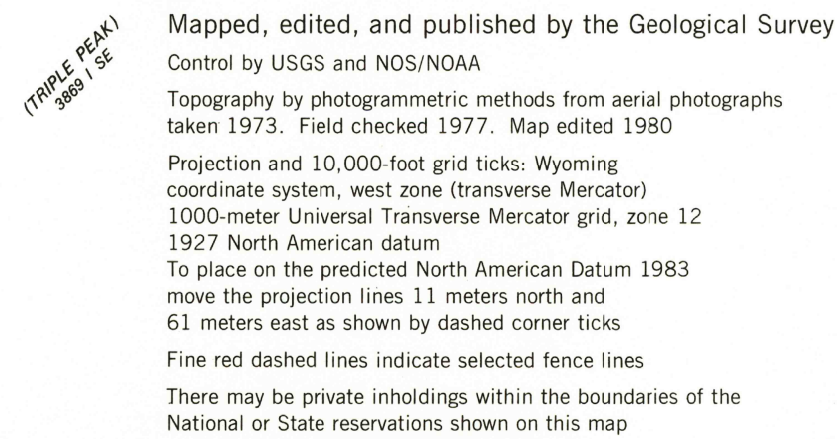 (TRIPLE PEAK)
3869 I SE
Mapped, edited, and published by the Geological Survey
Control by USGS and NOS/NOAA
Topography by photogrammetric methods from aerial photographs
taken 1973. Field checked 1977. Map edited 1980
Projection and 10,000-foot grid ticks: Wyoming
coordinate system, west zone (transverse Mercator)
1000-meter Universal Transverse Mercator grid, zone 12
1927 North American datum
To place on the predicted North American Datum 1983
move the projection lines 11 meters north and
61 meters east as shown by dashed corner ticks
Fine red dashed lines indicate selected fence lines
There may be private inholdings within the boundaries of the
National or State reservations shown on this map